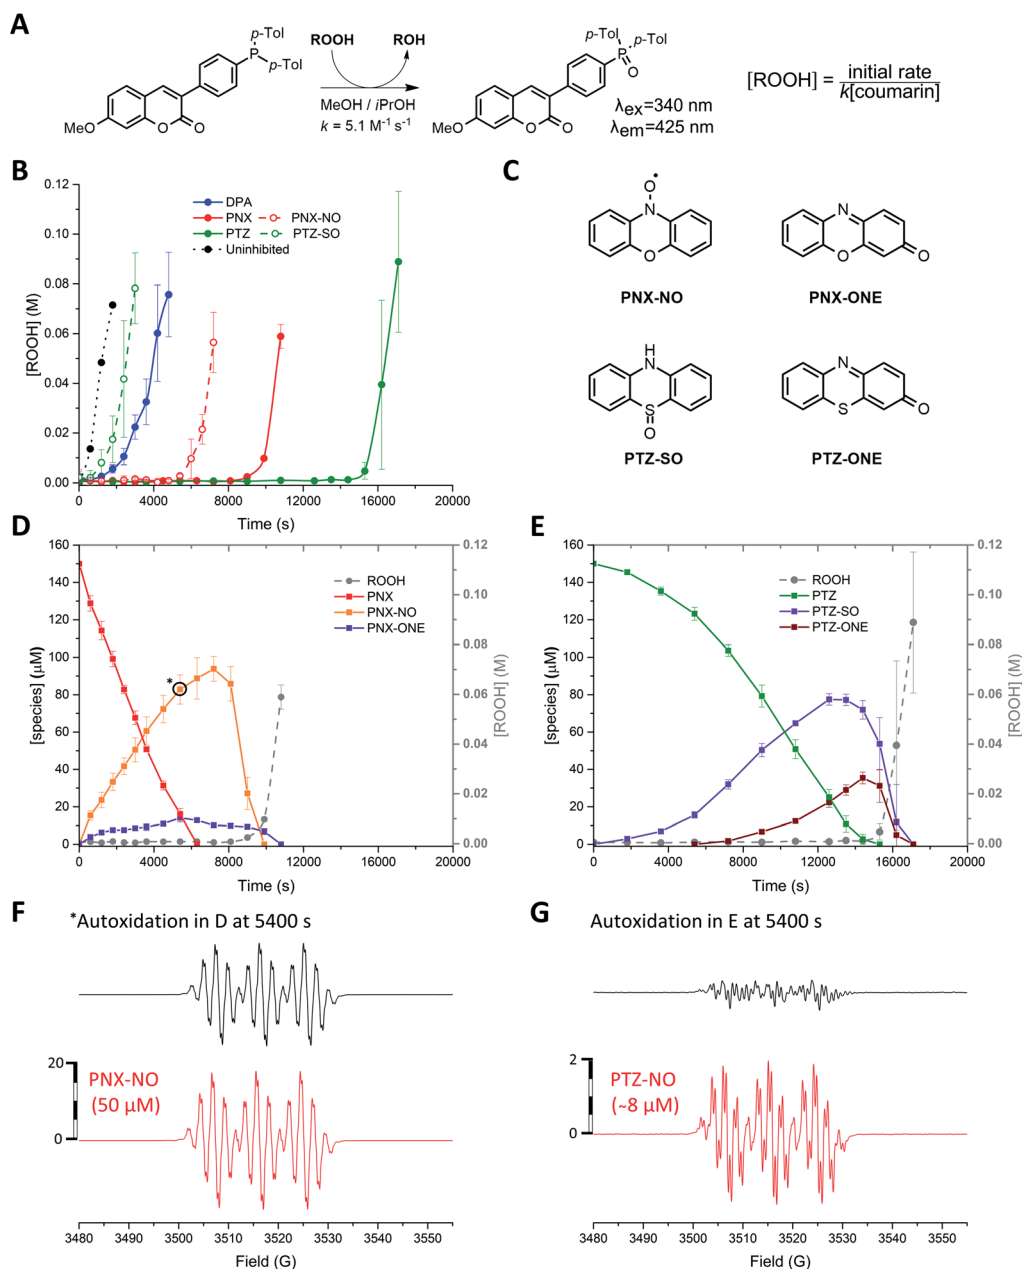 A
p-Tol
P
p-Tol
MeO
O
O
ROOH
ROH
MeOH / iPrOH
k = 5.1 M⁻¹ s⁻¹
p-Tol
p-Tol
P
O
MeO
O
O
λex=340 nm
λem=425 nm
[ROOH] = initial rate
k[coumarin]
B
0.12
0.10
0.08
0.06
0.04
0.02
0.00
[ROOH] (M)
DPA
PNX
PNX-NO
PTZ
PTZ-SO
Uninhibited
0
4000
8000
12000
16000
20000
Time (s)
C
O•
N
O
PNX-NO
N
O
O
PNX-ONE
H
N
S
O
PTZ-SO
N
S
O
PTZ-ONE
D
160
140
120
100
80
60
40
20
0
[species] (µM)
ROOH
PNX
PNX-NO
PNX-ONE
*
0.12
0.10
0.08
0.06
0.04
0.02
0.00
[ROOH] (M)
0
4000
8000
12000
16000
20000
Time (s)
E
160
140
120
100
80
60
40
20
0
[species] (µM)
ROOH
PTZ
PTZ-SO
PTZ-ONE
0.12
0.10
0.08
0.06
0.04
0.02
0.00
[ROOH] (M)
0
4000
8000
12000
16000
20000
Time (s)
F
*Autoxidation in D at 5400 s
20
0
PNX-NO
(50 µM)
3480
3490
3500
3510
3520
3530
3540
3550
Field (G)
G
Autoxidation in E at 5400 s
2
0
PTZ-NO
(~8 µM)
3480
3490
3500
3510
3520
3530
3540
3550
Field (G)